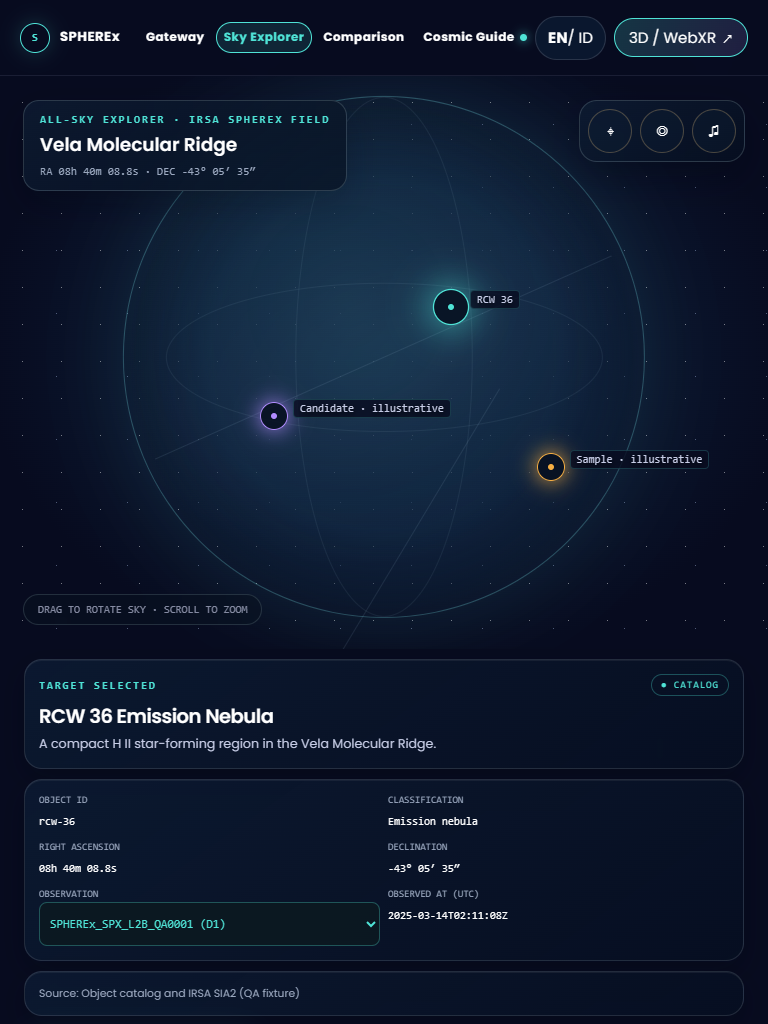 S SPHEREx Gateway Sky Explorer Comparison Cosmic Guide EN/ ID 3D / WebXR ↗
ALL-SKY EXPLORER · IRSA SPHEREX FIELD
Vela Molecular Ridge
RA 08h 40m 08.8s · DEC -43° 05′ 35″
RCW 36
Candidate · illustrative
Sample · illustrative
DRAG TO ROTATE SKY · SCROLL TO ZOOM
TARGET SELECTED
CATALOG
RCW 36 Emission Nebula
A compact H II star-forming region in the Vela Molecular Ridge.
OBJECT ID
rcw-36
CLASSIFICATION
Emission nebula
RIGHT ASCENSION
08h 40m 08.8s
DECLINATION
-43° 05′ 35″
OBSERVATION
SPHEREx_SPX_L2B_QA0001 (D1)
OBSERVED AT (UTC)
2025-03-14T02:11:08Z
Source: Object catalog and IRSA SIA2 (QA fixture)